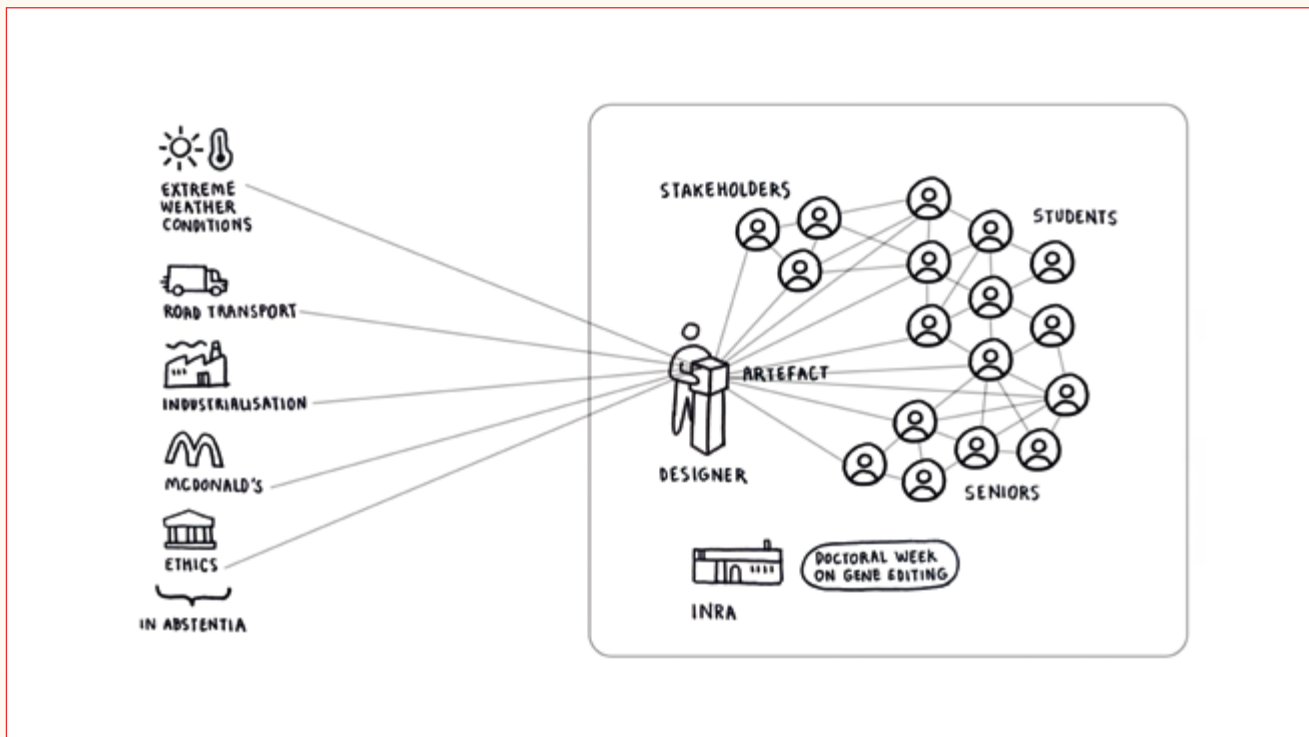 EXTREME
WEATHER
CONDITIONS
ROAD TRANSPORT
INDUSTRIALISATION
MCDONALD'S
ETHICS
IN ABSTENTIA
STAKEHOLDERS
STUDENTS
ARTEFACT
DESIGNER
SENIORS
DOCTORAL WEEK
ON GENE EDITING
INRA